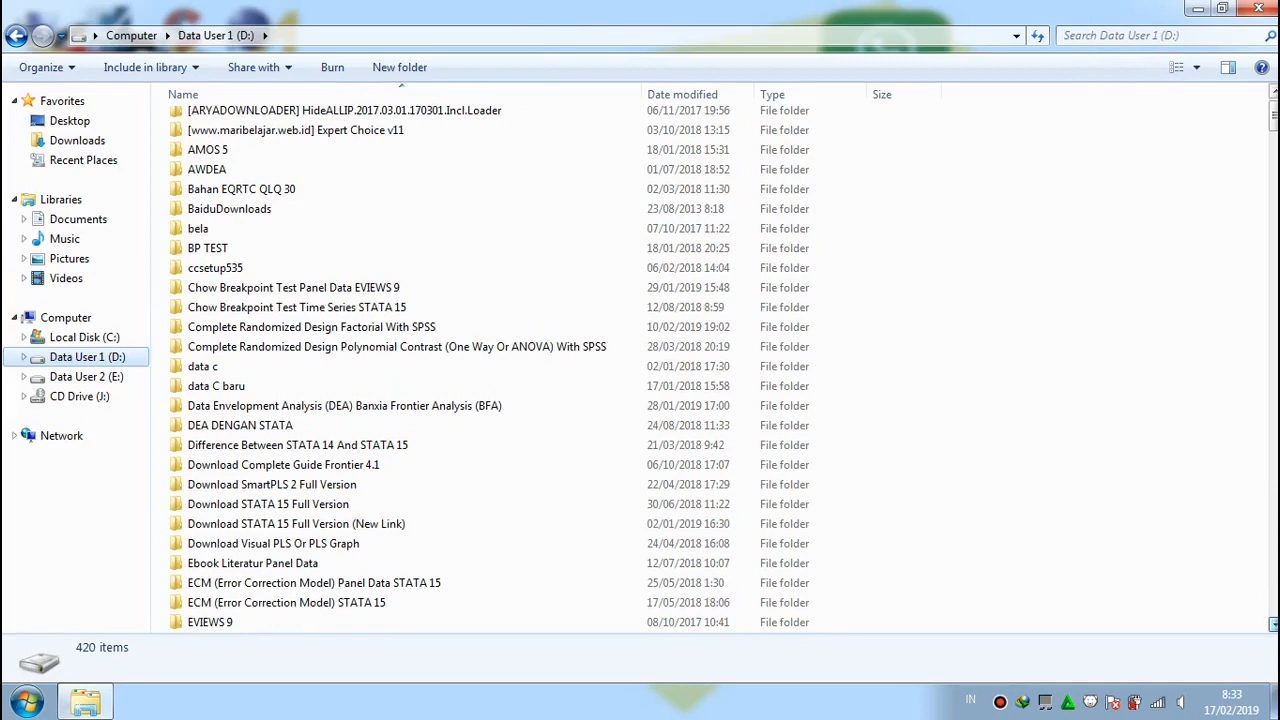 Computer Data User 1 (D:) Search Data User 1 (D:)
Organize Include in library Share with Burn New folder
Name Date modified Type Size
Favorites
Desktop
Downloads
Recent Places
Libraries
Documents
Music
Pictures
Videos
Computer
Local Disk (C:)
Data User 1 (D:)
Data User 2 (E:)
CD Drive (J:)
Network
[ARYADOWNLOADER] HideALLIP.2017.03.01.170301.Incl.Loader 06/11/2017 19:56 File folder
[www.maribelajar.web.id] Expert Choice v11 03/10/2018 13:15 File folder
AMOS 5 18/01/2018 15:31 File folder
AWDEA 01/07/2018 18:52 File folder
Bahan EQRTC QLQ 30 02/03/2018 11:30 File folder
BaiduDownloads 23/08/2013 8:18 File folder
bela 07/10/2017 11:22 File folder
BP TEST 18/01/2018 20:25 File folder
ccsetup535 06/02/2018 14:04 File folder
Chow Breakpoint Test Panel Data EVIEWS 9 29/01/2019 15:48 File folder
Chow Breakpoint Test Time Series STATA 15 12/08/2018 8:59 File folder
Complete Randomized Design Factorial With SPSS 10/02/2019 19:02 File folder
Complete Randomized Design Polynomial Contrast (One Way Or ANOVA) With SPSS 28/03/2018 20:19 File folder
data c 02/01/2018 17:30 File folder
data C baru 17/01/2018 15:58 File folder
Data Envelopment Analysis (DEA) Banxia Frontier Analysis (BFA) 28/01/2019 17:00 File folder
DEA DENGAN STATA 24/08/2018 11:33 File folder
Difference Between STATA 14 And STATA 15 21/03/2018 9:42 File folder
Download Complete Guide Frontier 4.1 06/10/2018 17:07 File folder
Download SmartPLS 2 Full Version 22/04/2018 17:29 File folder
Download STATA 15 Full Version 30/06/2018 11:22 File folder
Download STATA 15 Full Version (New Link) 02/01/2019 16:30 File folder
Download Visual PLS Or PLS Graph 24/04/2018 16:08 File folder
Ebook Literatur Panel Data 12/07/2018 10:07 File folder
ECM (Error Correction Model) Panel Data STATA 15 25/05/2018 1:30 File folder
ECM (Error Correction Model) STATA 15 17/05/2018 18:06 File folder
EVIEWS 9 08/10/2017 10:41 File folder
420 items
IN
8:33
17/02/2019